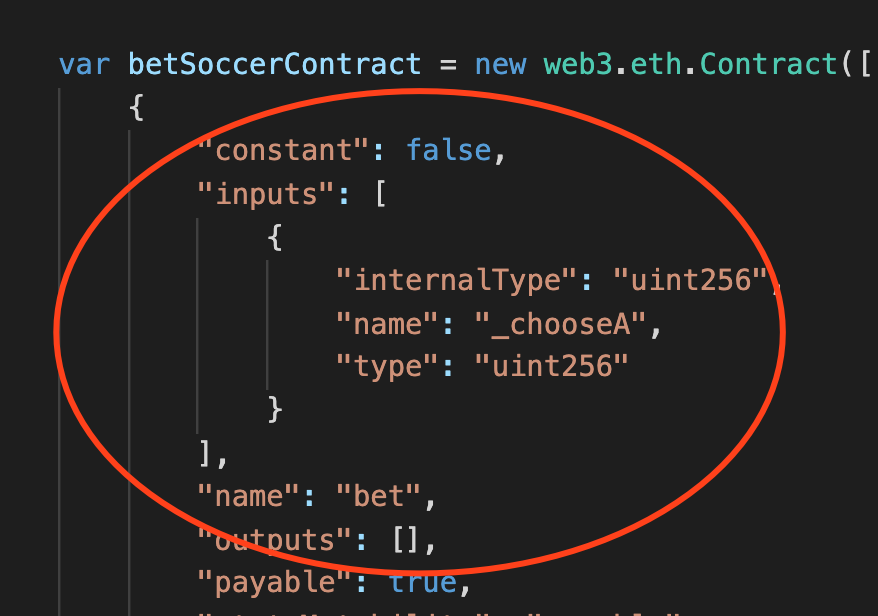 var betSoccerContract = new web3.eth.Contract([
{
"constant": false,
"inputs": [
{
"internalType": "uint256",
"name": "_chooseA",
"type": "uint256"
}
],
"name": "bet",
"outputs": [],
"payable": true,